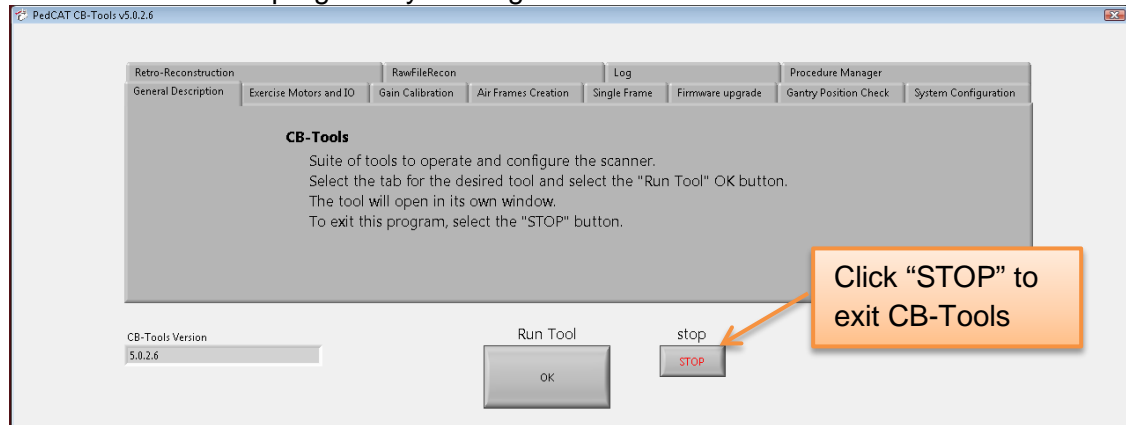 PedCAT CB-Tools v5.0.2.6
Retro-Reconstruction RawFileRecon Log Procedure Manager
General Description Exercise Motors and IO Gain Calibration Air Frames Creation Single Frame Firmware upgrade Gantry Position Check System Configuration
CB-Tools
Suite of tools to operate and configure the scanner.
Select the tab for the desired tool and select the "Run Tool" OK button.
The tool will open in its own window.
To exit this program, select the "STOP" button.
Click “STOP” to
exit CB-Tools
CB-Tools Version
5.0.2.6
Run Tool
OK
stop
STOP